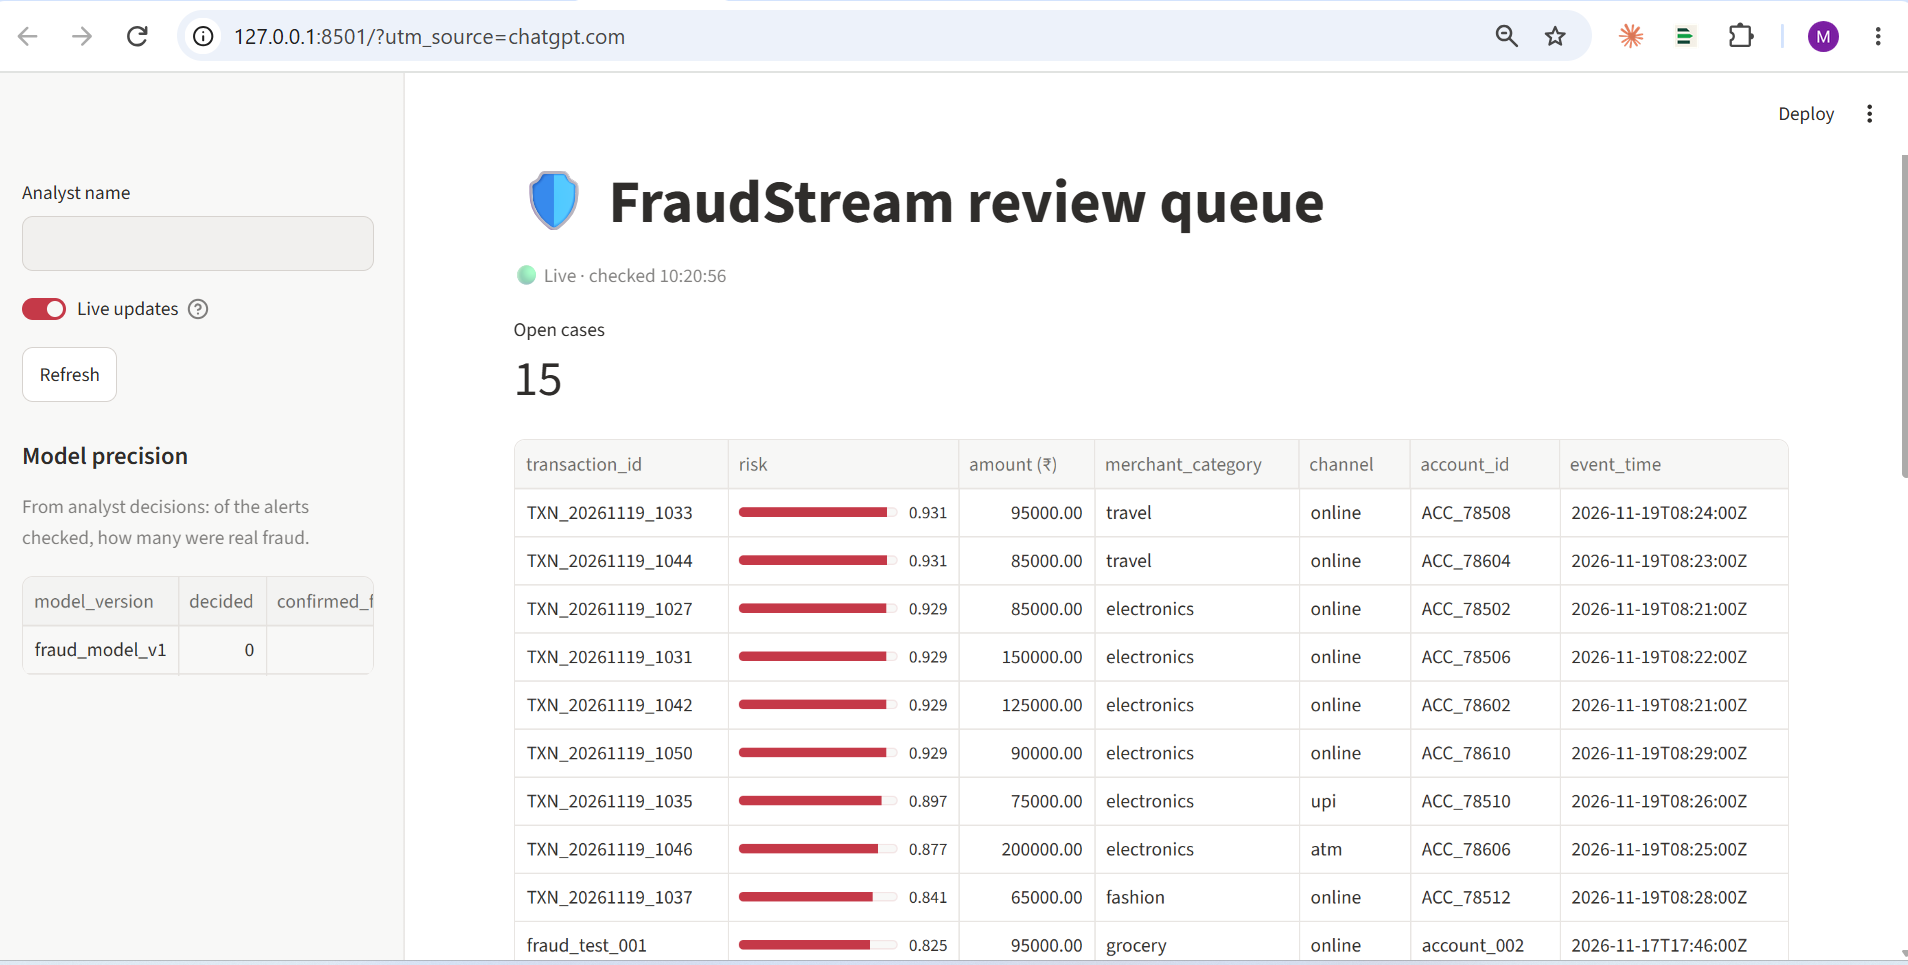 127.0.0.1:8501/?utm_source=chatgpt.com
M
Deploy
Analyst name
Live updates
Refresh
Model precision
From analyst decisions: of the alerts
checked, how many were real fraud.
model_version decided confirmed_f
fraud_model_v1 0
FraudStream review queue
Live · checked 10:20:56
Open cases
15
transaction_id risk amount (₹) merchant_category channel account_id event_time
TXN_20261119_1033 0.931 95000.00 travel online ACC_78508 2026-11-19T08:24:00Z
TXN_20261119_1044 0.931 85000.00 travel online ACC_78604 2026-11-19T08:23:00Z
TXN_20261119_1027 0.929 85000.00 electronics online ACC_78502 2026-11-19T08:21:00Z
TXN_20261119_1031 0.929 150000.00 electronics online ACC_78506 2026-11-19T08:22:00Z
TXN_20261119_1042 0.929 125000.00 electronics online ACC_78602 2026-11-19T08:21:00Z
TXN_20261119_1050 0.929 90000.00 electronics online ACC_78610 2026-11-19T08:29:00Z
TXN_20261119_1035 0.897 75000.00 electronics upi ACC_78510 2026-11-19T08:26:00Z
TXN_20261119_1046 0.877 200000.00 electronics atm ACC_78606 2026-11-19T08:25:00Z
TXN_20261119_1037 0.841 65000.00 fashion online ACC_78512 2026-11-19T08:28:00Z
fraud_test_001 0.825 95000.00 grocery online account_002 2026-11-17T17:46:00Z